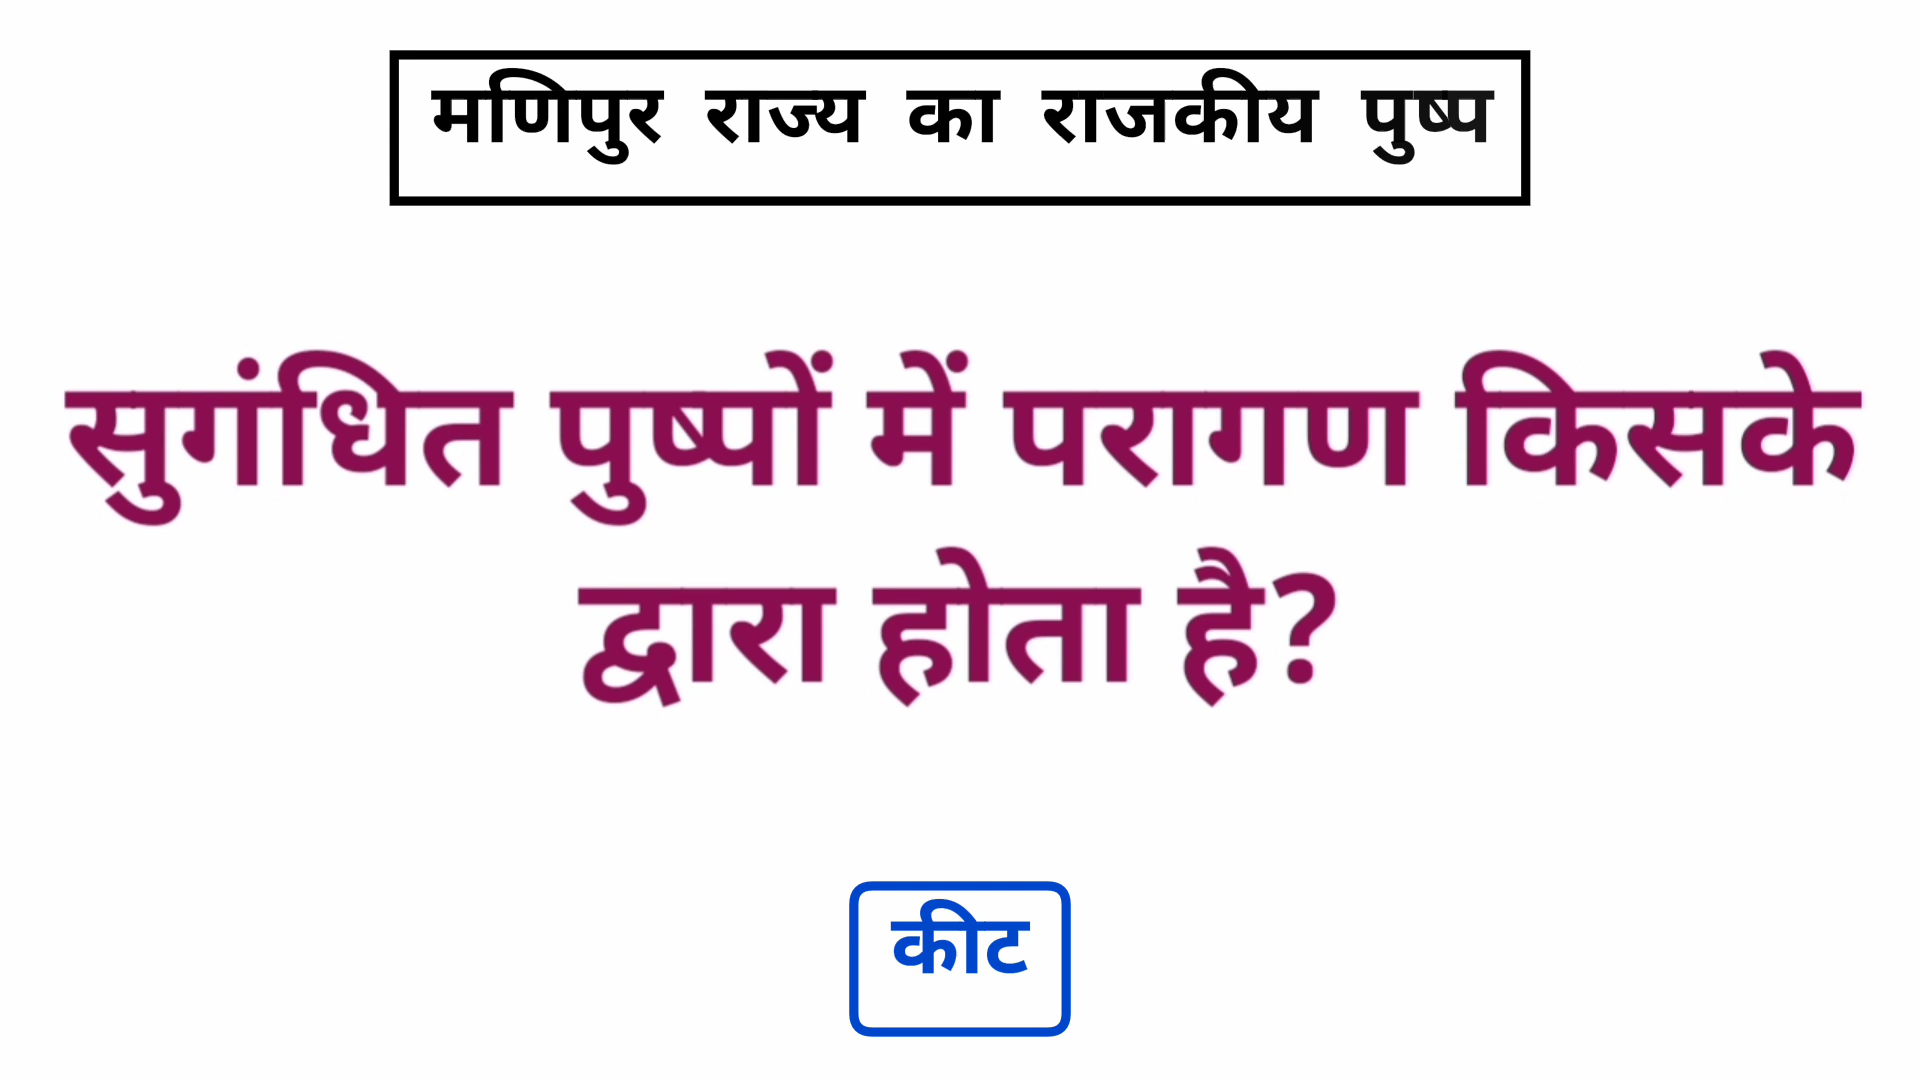 मणिपुर राज्य का राजकीय पुष्प
सुगंधित पुष्पों में परागण किसके
द्वारा होता है?
कीट